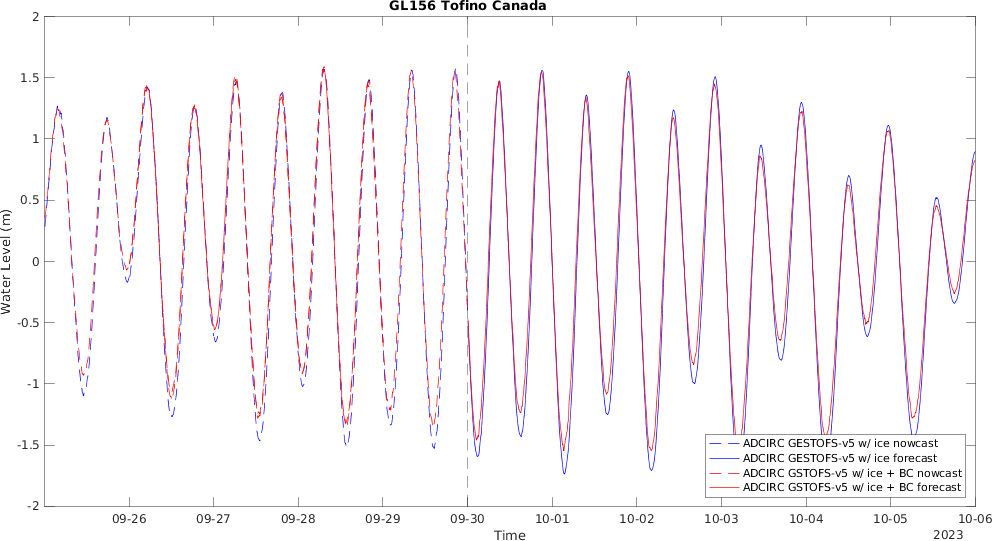 GL156 Tofino Canada
2
1.5
1
0.5
0
-0.5
-1
-1.5
-2
Water Level (m)
ADCIRC GESTOFS-v5 w/ ice nowcast
ADCIRC GESTOFS-v5 w/ ice forecast
ADCIRC GSTOFS-v5 w/ ice + BC nowcast
ADCIRC GSTOFS-v5 w/ ice + BC forecast
09-26 09-27 09-28 09-29 09-30 10-01 10-02 10-03 10-04 10-05 10-06
Time
2023